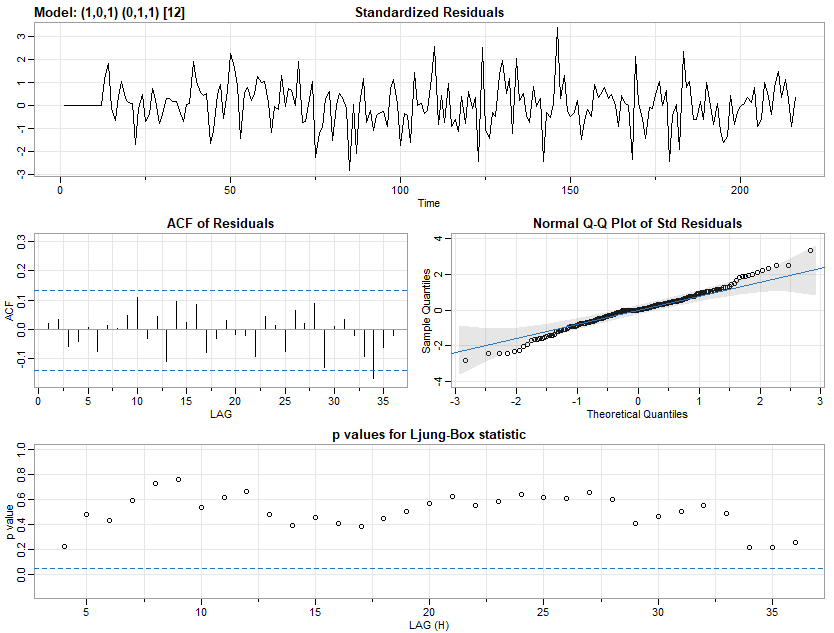 Model: (1,0,1) (0,1,1) [12] Standardized Residuals
3
2
1
0
-1
-2
-3
0 50 100 150 200
Time
ACF of Residuals
ACF
0.3
0.2
0.1
0.0
-0.1
0 5 10 15 20 25 30 35
LAG
Normal Q-Q Plot of Std Residuals
Sample Quantiles
4
2
0
-2
-4
-3 -2 -1 0 1 2 3
Theoretical Quantiles
p values for Ljung-Box statistic
p value
1.0
0.8
0.6
0.4
0.2
0.0
5 10 15 20 25 30 35
LAG (H)